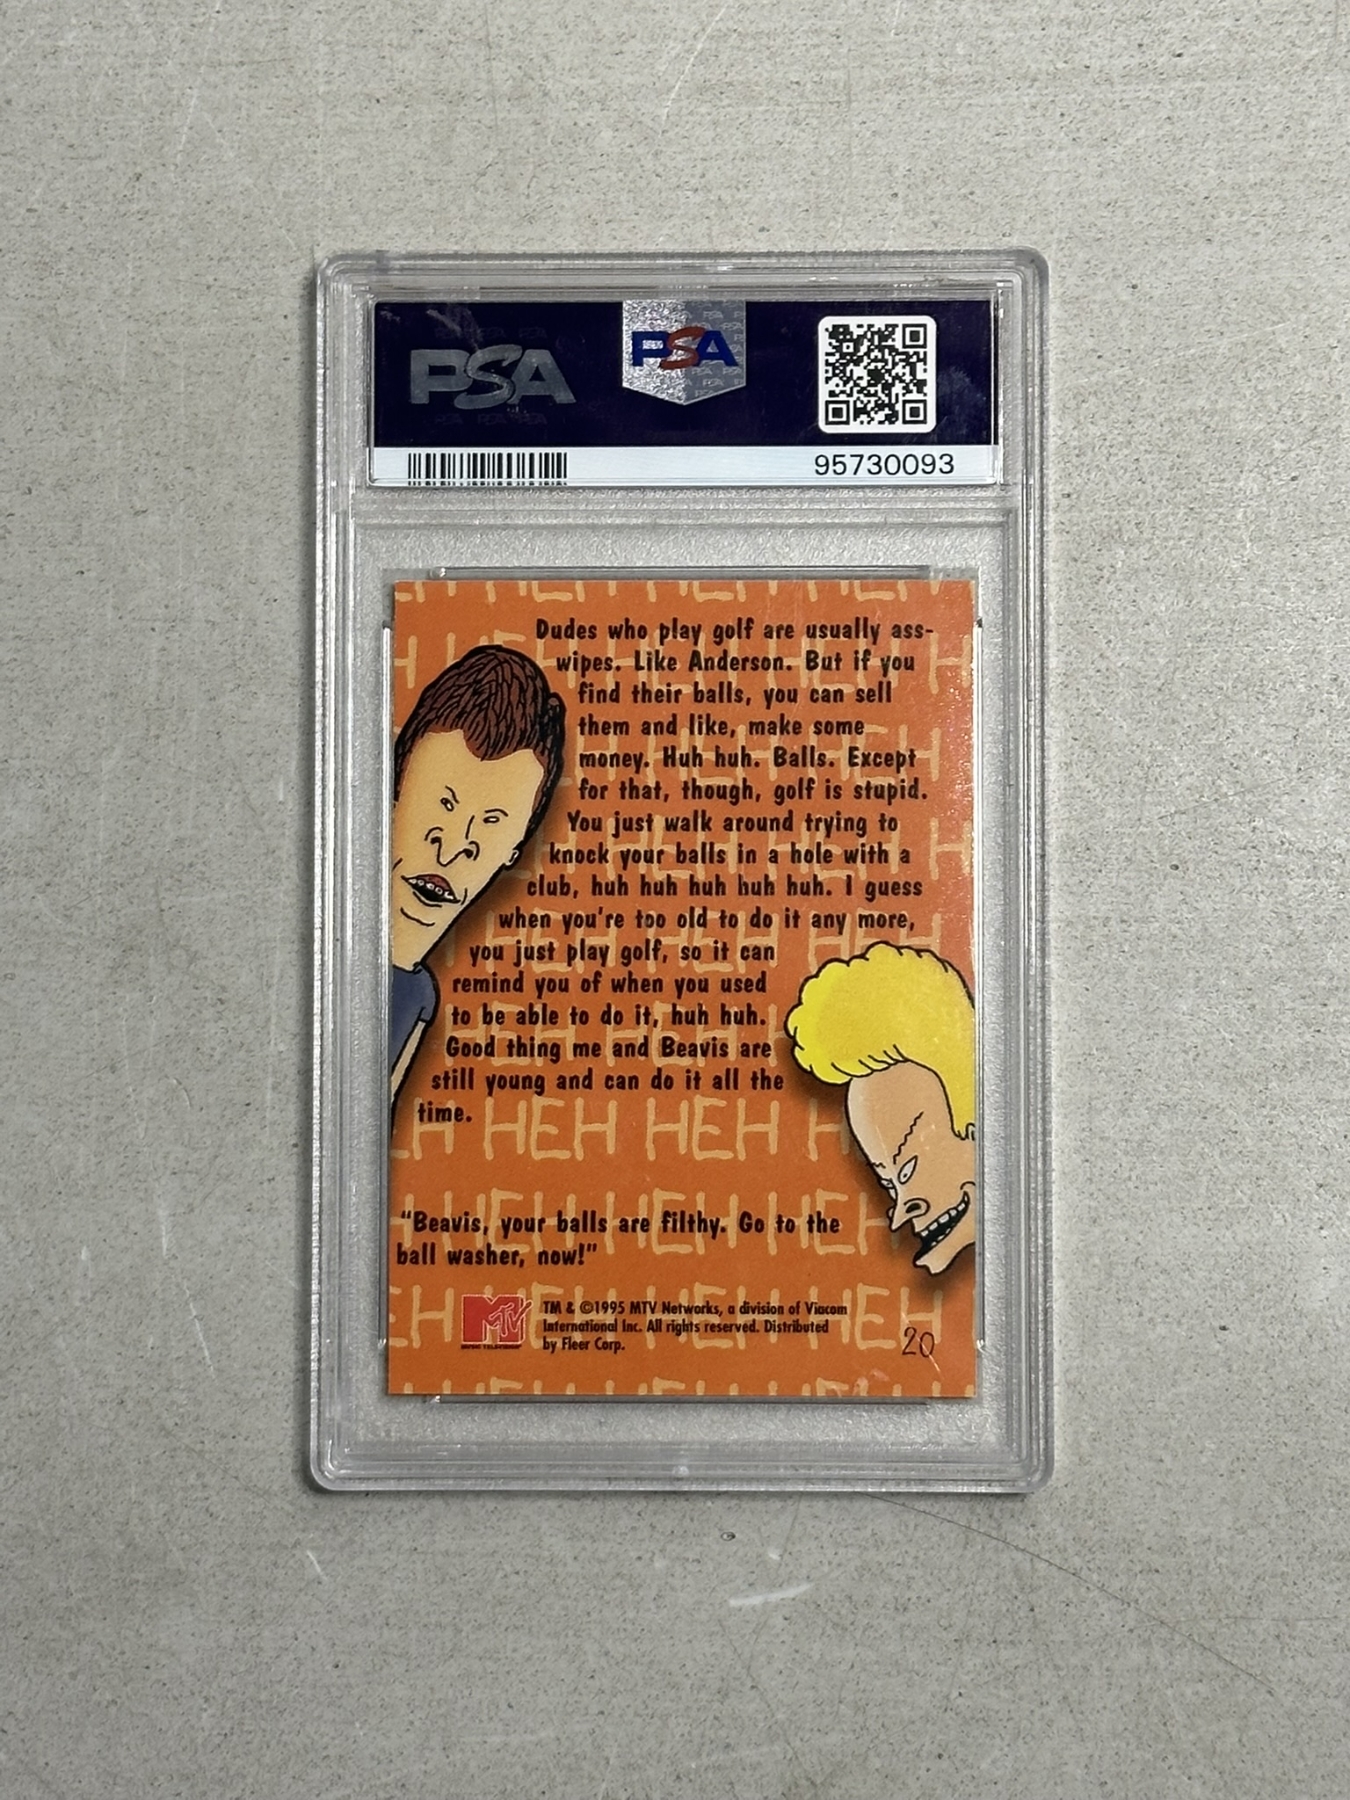 PSA
PSA
95730093
Dudes who play golf are usually ass-
wipes. Like Anderson. But if you
find their balls, you can sell
them and like, make some
money. Huh huh. Balls. Except
for that, though, golf is stupid.
You just walk around trying to
knock your balls in a hole with a
club, huh huh huh huh huh. I guess
when you're too old to do it any more,
you just play golf, so it can
remind you of when you used
to be able to do it, huh huh.
Good thing me and Beavis are
still young and can do it all the
time.
HEH HEH HEH
"Beavis, your balls are filthy. Go to the
ball washer, now!"
MTV
MUSIC TELEVISION
TM & ©1995 MTV Networks, a division of Viacom
International Inc. All rights reserved. Distributed
by Fleer Corp.
20